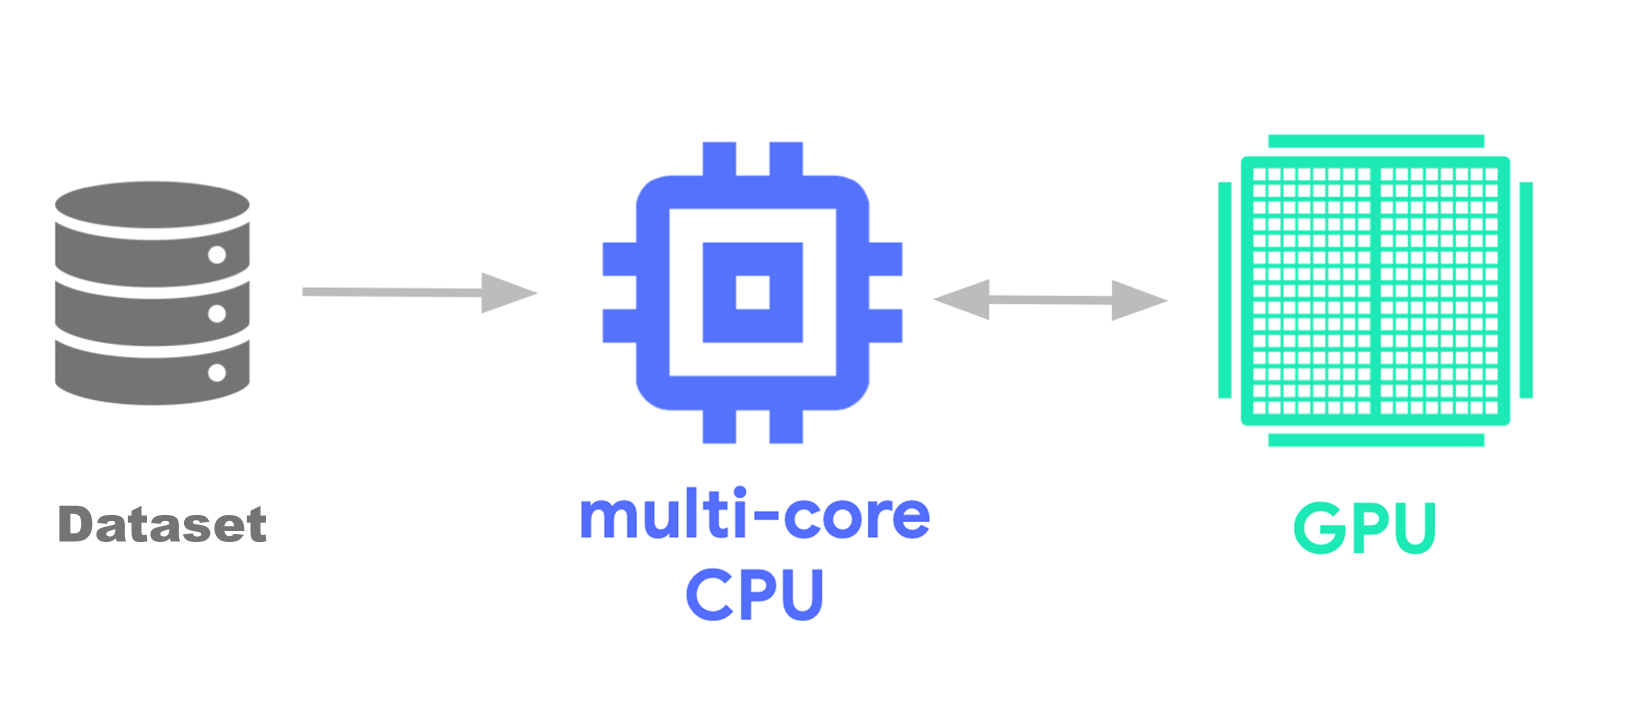 Dataset
multi-core
CPU
GPU